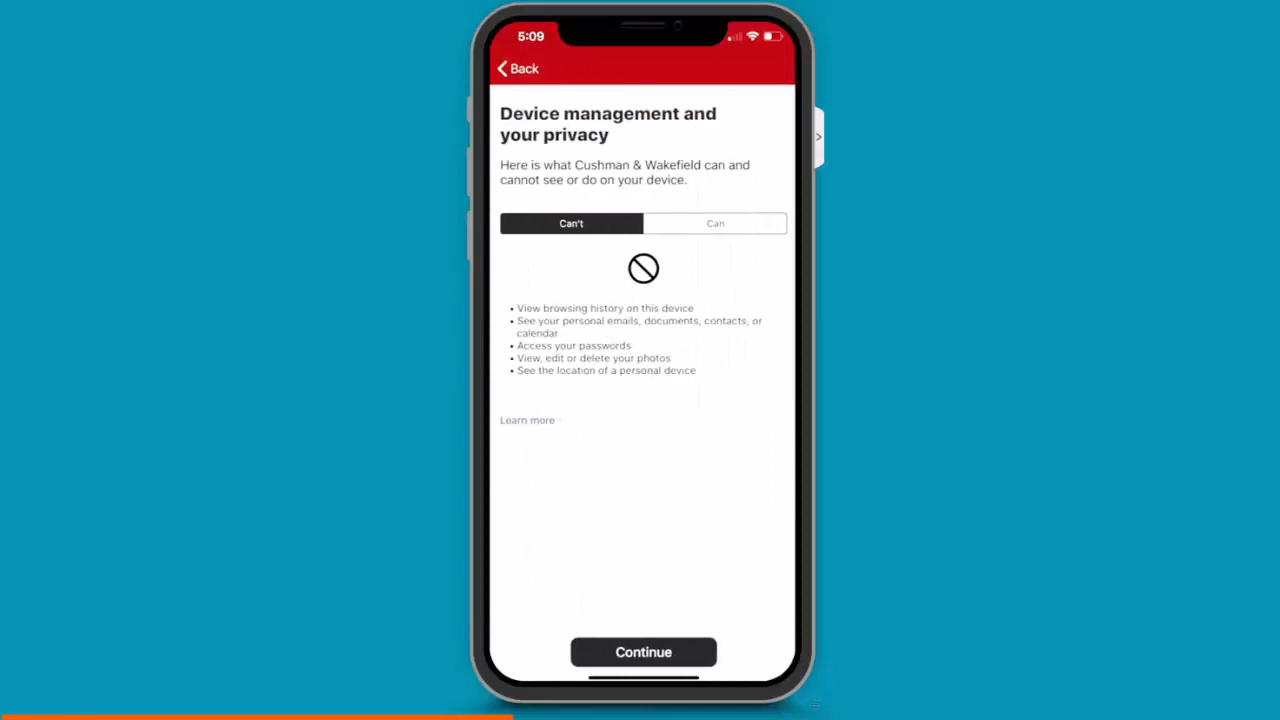 5:09
Back
Device management and
your privacy
Here is what Cushman & Wakefield can and
cannot see or do on your device.
Can't Can
• View browsing history on this device
• See your personal emails, documents, contacts, or
calendar
• Access your passwords
• View, edit or delete your photos
• See the location of a personal device
Learn more
Continue